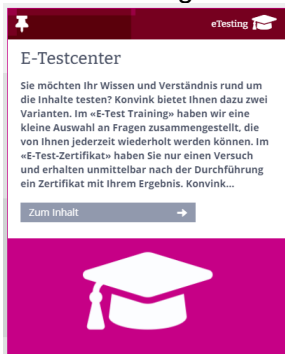 eTesting
E-Testcenter
Sie möchten Ihr Wissen und Verständnis rund um
die Inhalte testen? Konvink bietet Ihnen dazu zwei
Varianten. Im «E-Test Training» haben wir eine
kleine Auswahl an Fragen zusammengestellt, die
von Ihnen jederzeit wiederholt werden können. Im
«E-Test-Zertifikat» haben Sie nur einen Versuch
und erhalten unmittelbar nach der Durchführung
ein Zertifikat mit Ihrem Ergebnis. Konvink...
Zum Inhalt